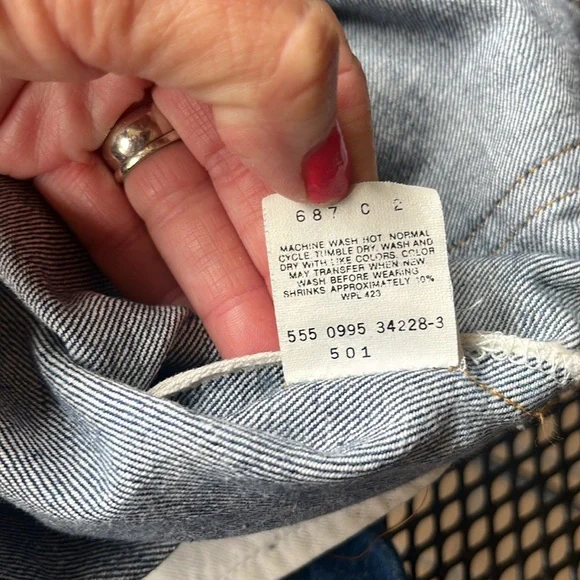 687 C 2
MACHINE WASH HOT, NORMAL
CYCLE, TUMBLE DRY, WASH AND
DRY WITH LIKE COLORS, COLOR
MAY TRANSFER WHEN NEW
WASH BEFORE WEARING
SHRINKS APPROXIMATELY 10%
WPL 423
555 0995 34228-3
501